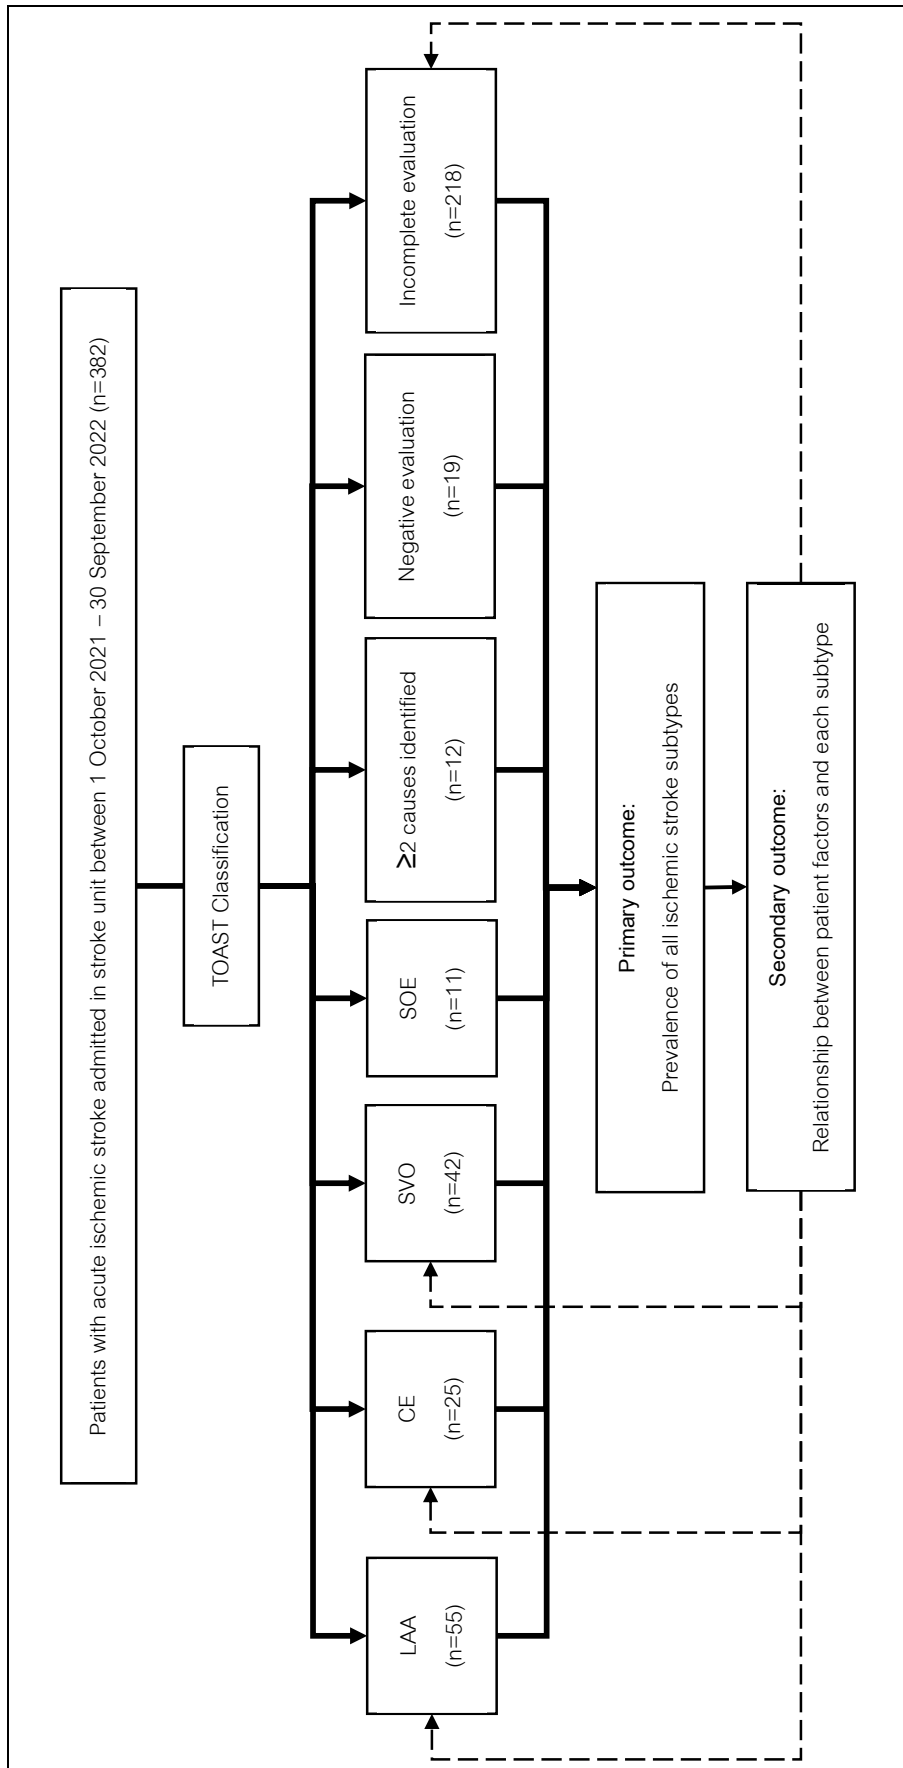 Patients with acute ischemic stroke admitted in stroke unit between 1 October 2021 – 30 September 2022 (n=382)
TOAST Classification
LAA
(n=55)
CE
(n=25)
SVO
(n=42)
SOE
(n=11)
≥2 causes identified
(n=12)
Negative evaluation
(n=19)
Incomplete evaluation
(n=218)
Primary outcome:
Prevalence of all ischemic stroke subtypes
Secondary outcome:
Relationship between patient factors and each subtype